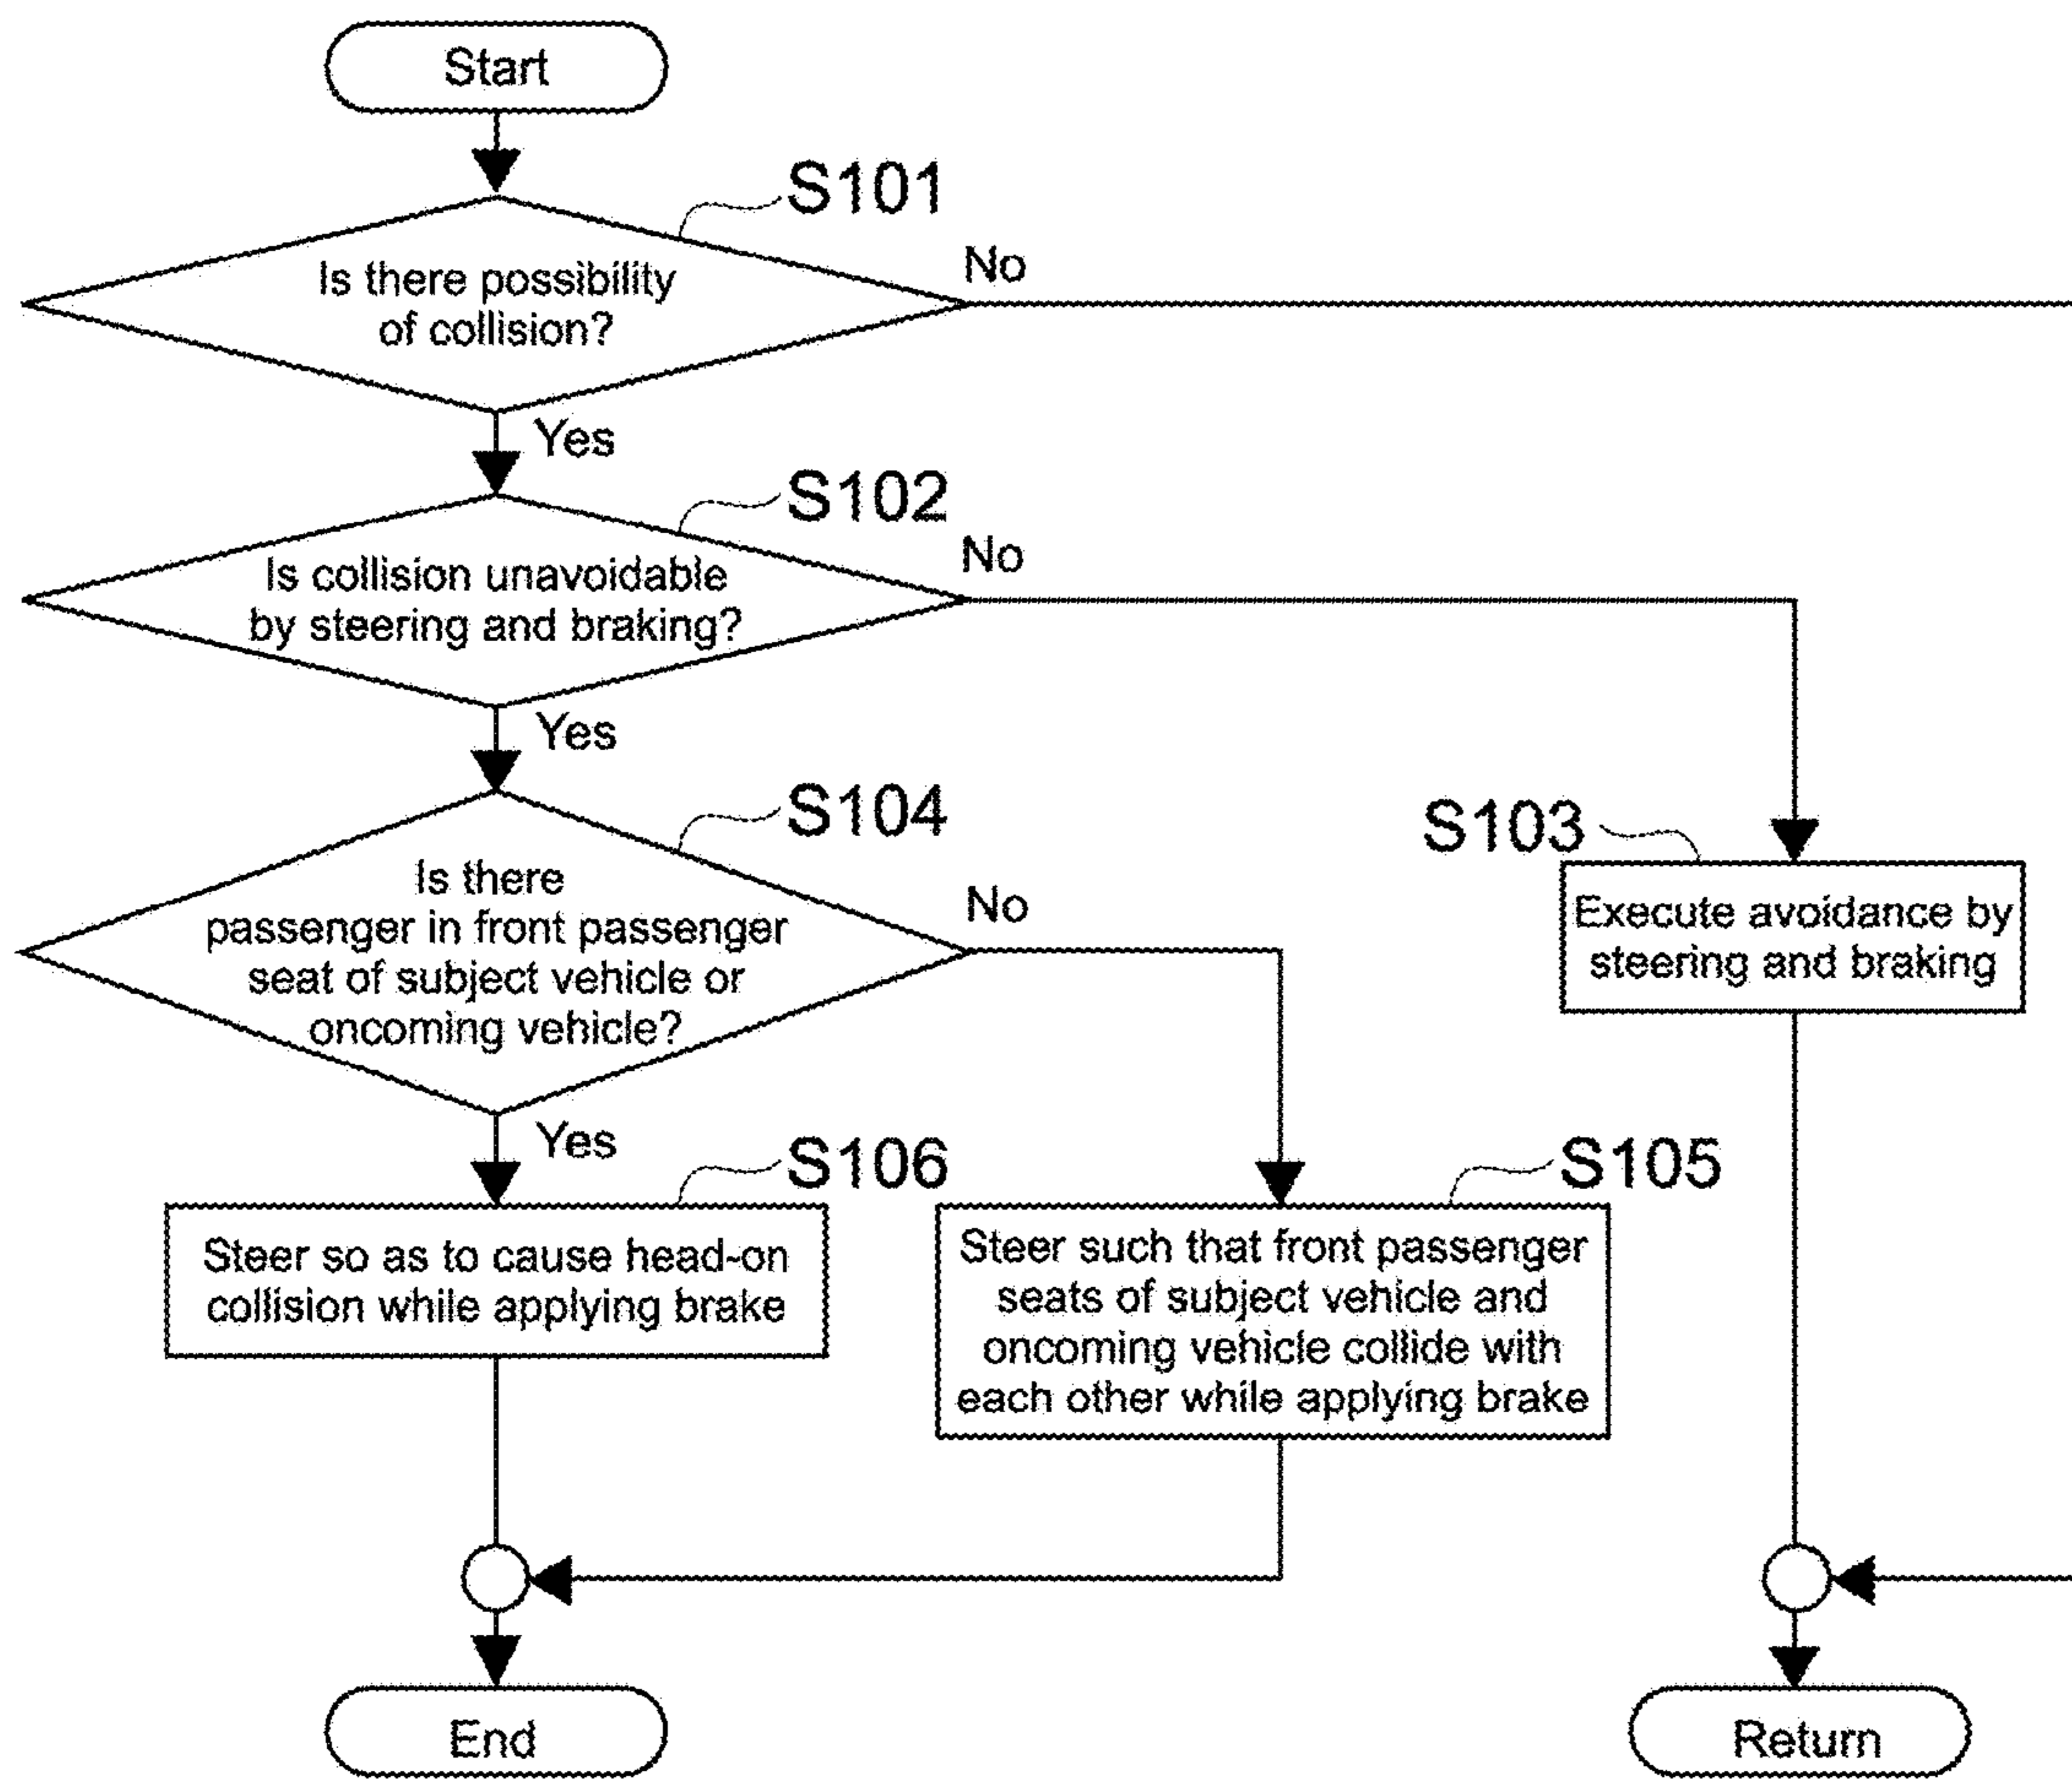 Start
S101
Is there possibility
of collision?
No
Yes
S102
Is collision unavoidable
by steering and braking?
No
Yes
S104
Is there
passenger in front passenger
seat of subject vehicle or
oncoming vehicle?
No
S103
Execute avoidance by
steering and braking
Yes
S106
Steer so as to cause head-on
collision while applying brake
S105
Steer such that front passenger
seats of subject vehicle and
oncoming vehicle collide with
each other while applying brake
End
Return